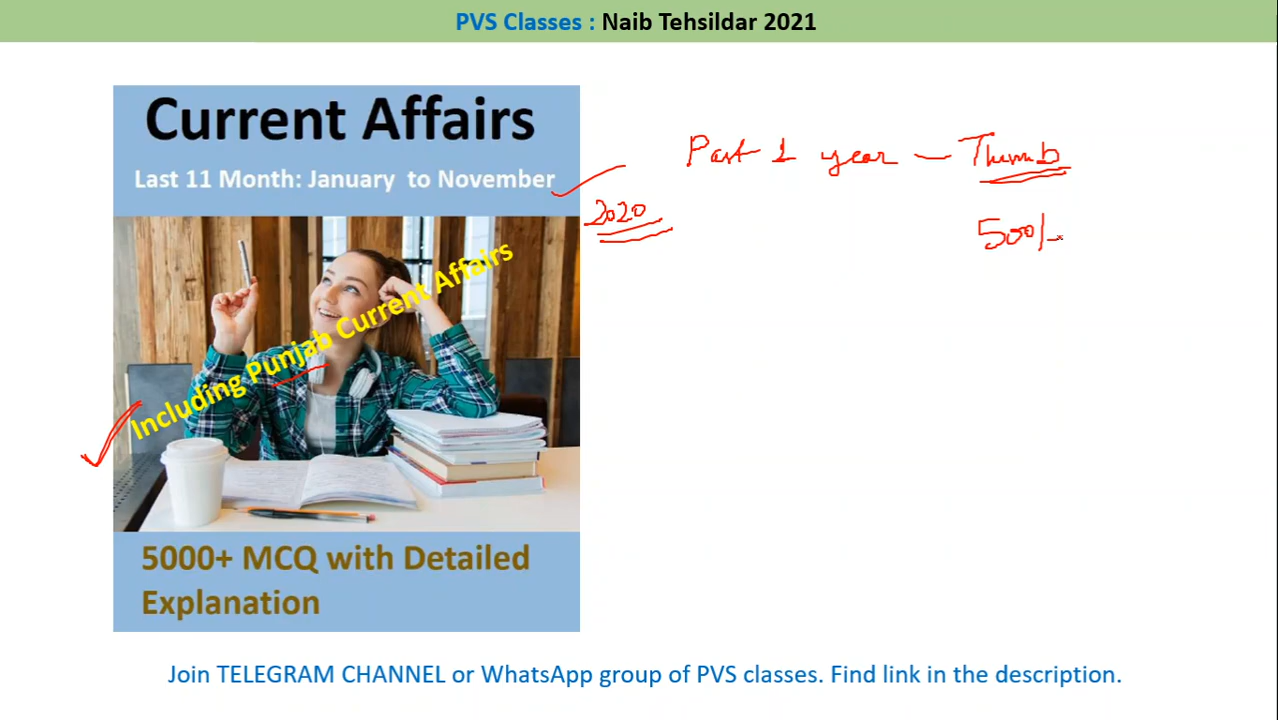 PVS Classes : Naib Tehsildar 2021
Current Affairs
Last 11 Month: January to November
2020
Past 1 year — Thumb
500/-
Including Punjab Current Affairs
5000+ MCQ with Detailed
Explanation
Join TELEGRAM CHANNEL or WhatsApp group of PVS classes. Find link in the description.